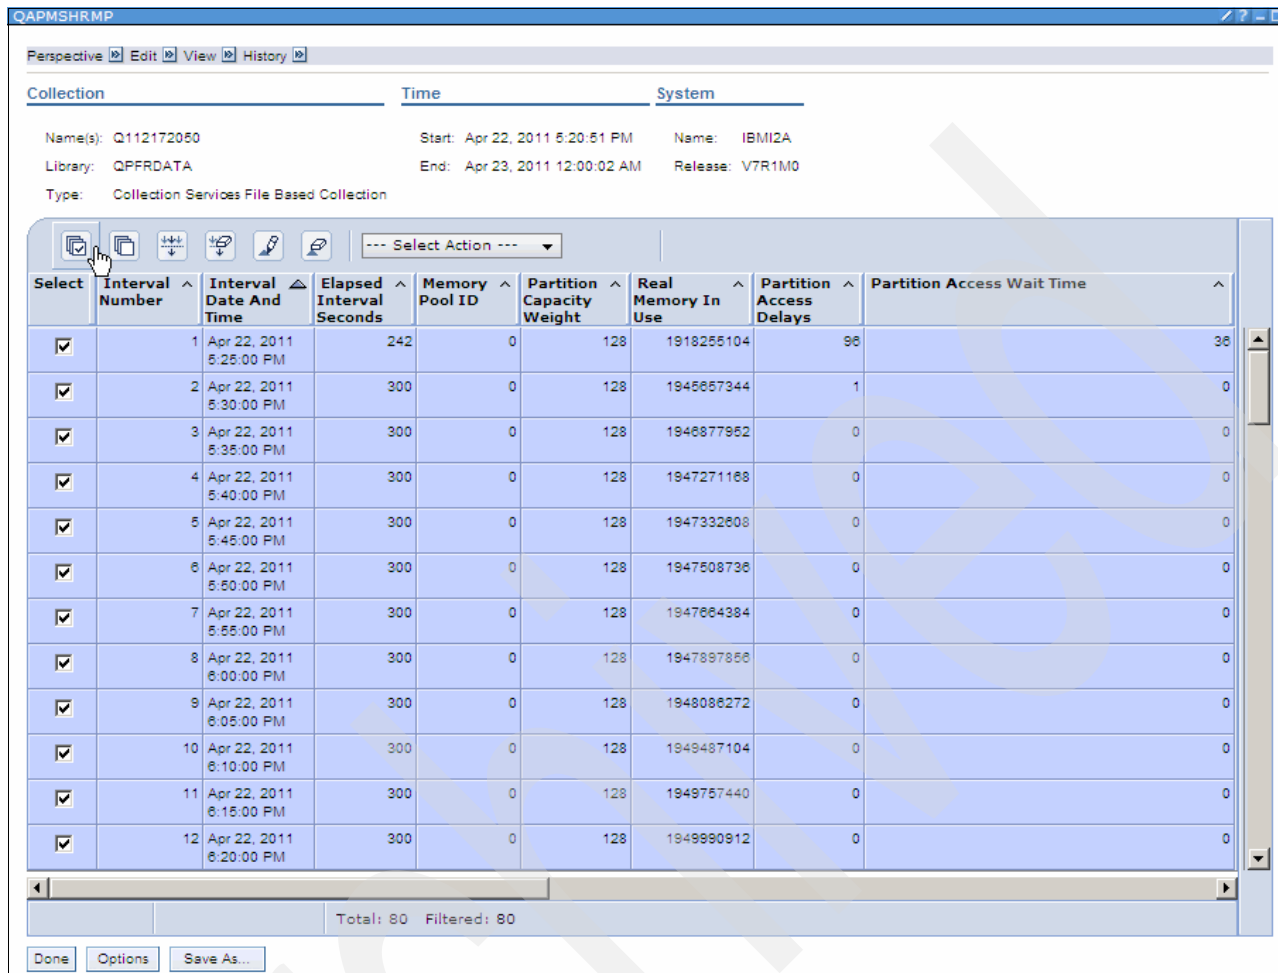 QAPMSHRMP
Perspective Edit View History
Collection Time System
Name(s): Q112172050 Start: Apr 22, 2011 5:20:51 PM Name: IBMI2A
Library: QPFRDATA End: Apr 23, 2011 12:00:02 AM Release: V7R1M0
Type: Collection Services File Based Collection
--- Select Action ---
Select Interval Interval Elapsed Memory Partition Real Partition Partition Access Wait Time
Number Date And Interval Pool ID Capacity Memory In Access
Time Seconds Weight Use Delays
1 Apr 22, 2011 242 0 128 1918255104 96 36
5:25:00 PM
2 Apr 22, 2011 300 0 128 1945657344 1 0
5:30:00 PM
3 Apr 22, 2011 300 0 128 1946877952 0 0
5:35:00 PM
4 Apr 22, 2011 300 0 128 1947271168 0 0
5:40:00 PM
5 Apr 22, 2011 300 0 128 1947332608 0 0
5:45:00 PM
6 Apr 22, 2011 300 0 128 1947508736 0 0
5:50:00 PM
7 Apr 22, 2011 300 0 128 1947664384 0 0
5:55:00 PM
8 Apr 22, 2011 300 0 128 1947897856 0 0
6:00:00 PM
9 Apr 22, 2011 300 0 128 1948086272 0 0
6:05:00 PM
10 Apr 22, 2011 300 0 128 1949487104 0 0
6:10:00 PM
11 Apr 22, 2011 300 0 128 1949757440 0 0
6:15:00 PM
12 Apr 22, 2011 300 0 128 1949990912 0 0
6:20:00 PM
Total: 80 Filtered: 80
Done Options Save As...